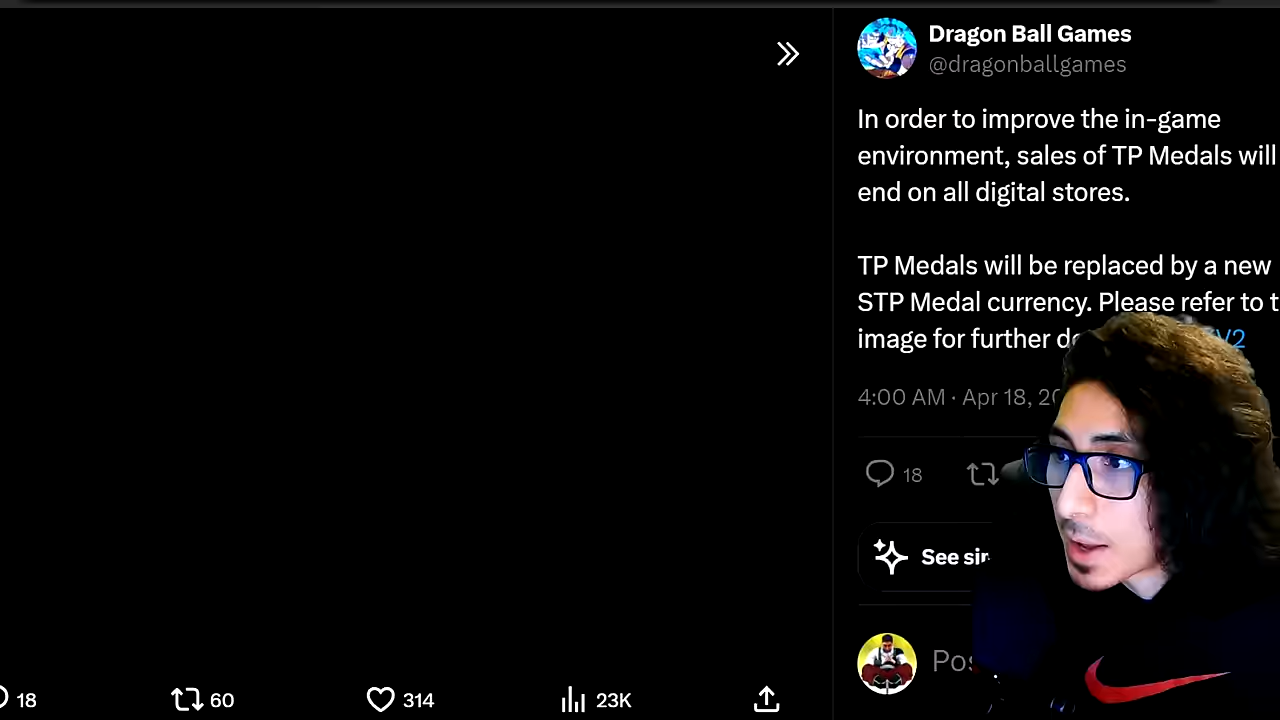 Dragon Ball Games
@dragonballgames
In order to improve the in-game
environment, sales of TP Medals will
end on all digital stores.
TP Medals will be replaced by a new
STP Medal currency. Please refer to
image for further
4:00 AM · Apr 18,
18
See
18
60
314
23K